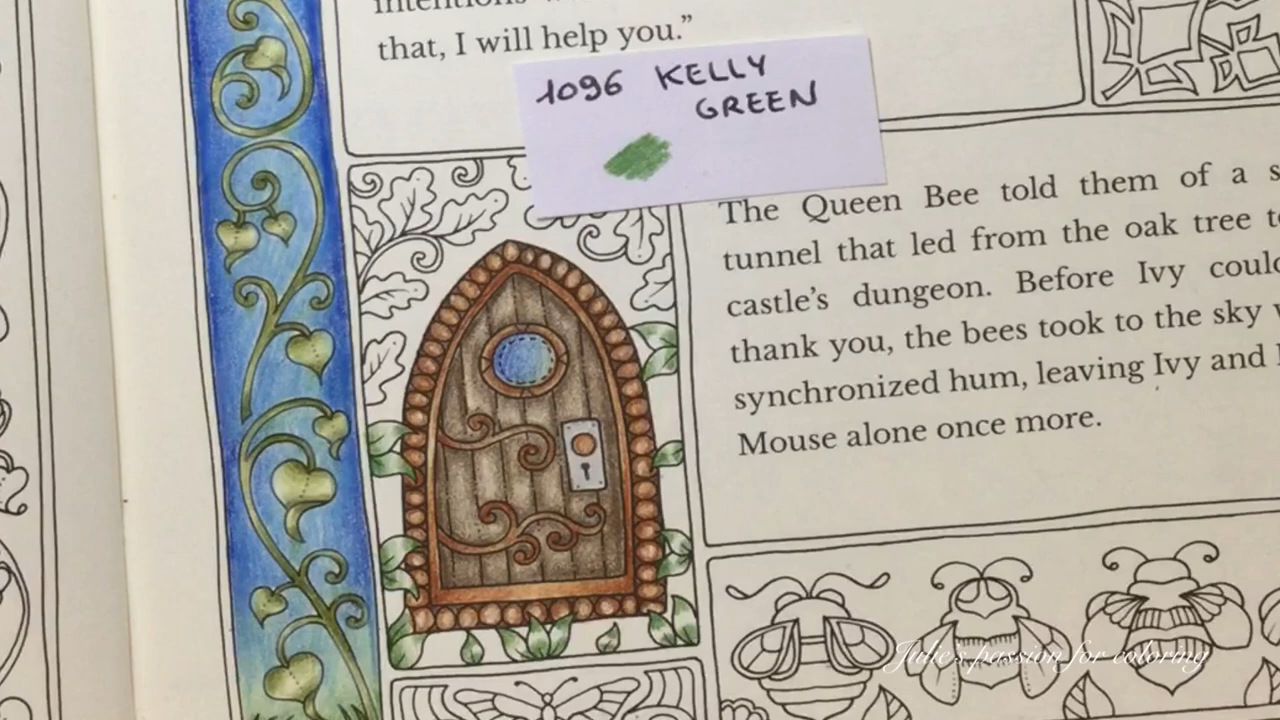 that, I will help you.”
1096 KELLY
GREEN
The Queen Bee told them of a
tunnel that led from the oak tree
castle’s dungeon. Before Ivy could
thank you, the bees took to the sky
synchronized hum, leaving Ivy and
Mouse alone once more.
Julie's passion for coloring